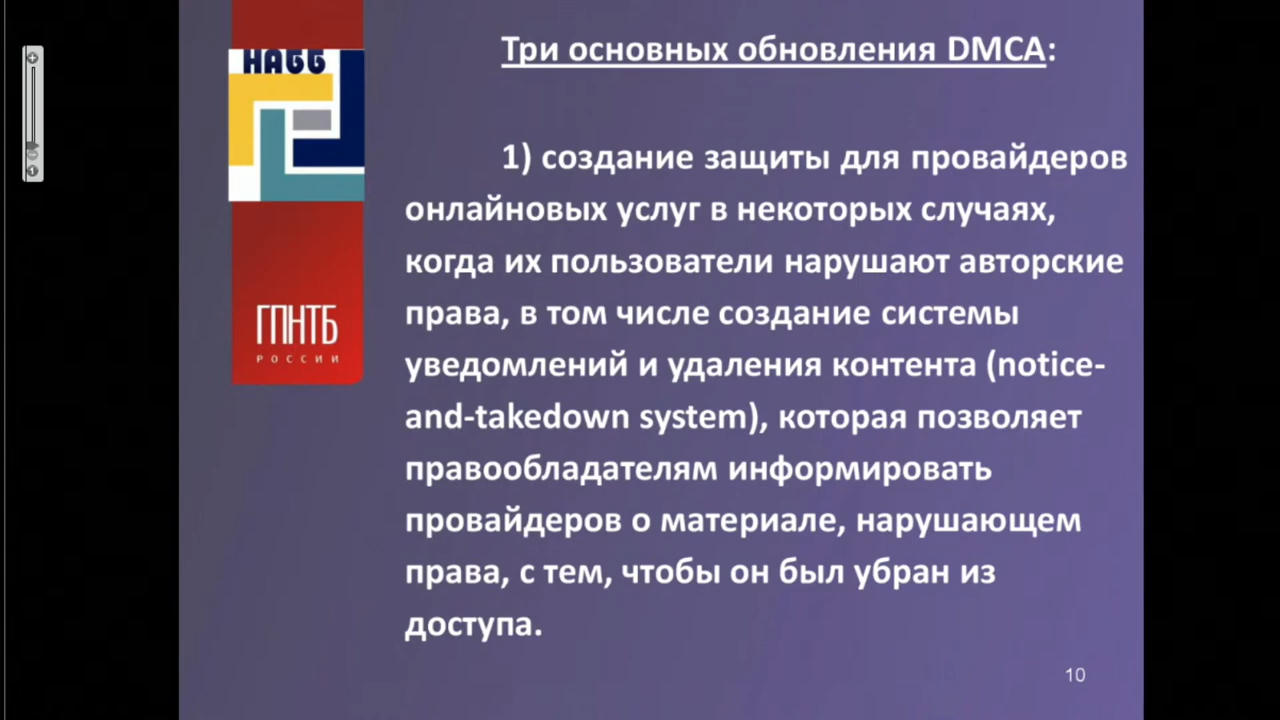 НАББ
ГПНТБ
РОССИИ
Три основных обновления DMCA:
1) создание защиты для провайдеров
онлайновых услуг в некоторых случаях,
когда их пользователи нарушают авторские
права, в том числе создание системы
уведомлений и удаления контента (notice-
and-takedown system), которая позволяет
правообладателям информировать
провайдеров о материале, нарушающем
права, с тем, чтобы он был убран из
доступа.
10